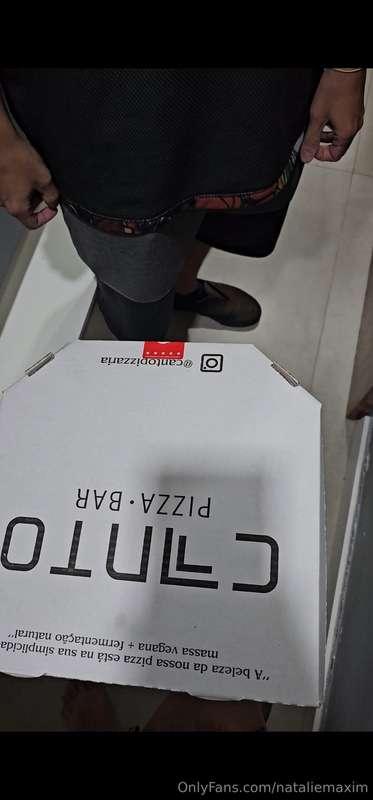 @cantopizzaria
PIZZA·BAR
CANTO
"A beleza da nossa pizza está na sua simplicida
massa vegana + fermentação natural"
OnlyFans.com/nataliemaxim